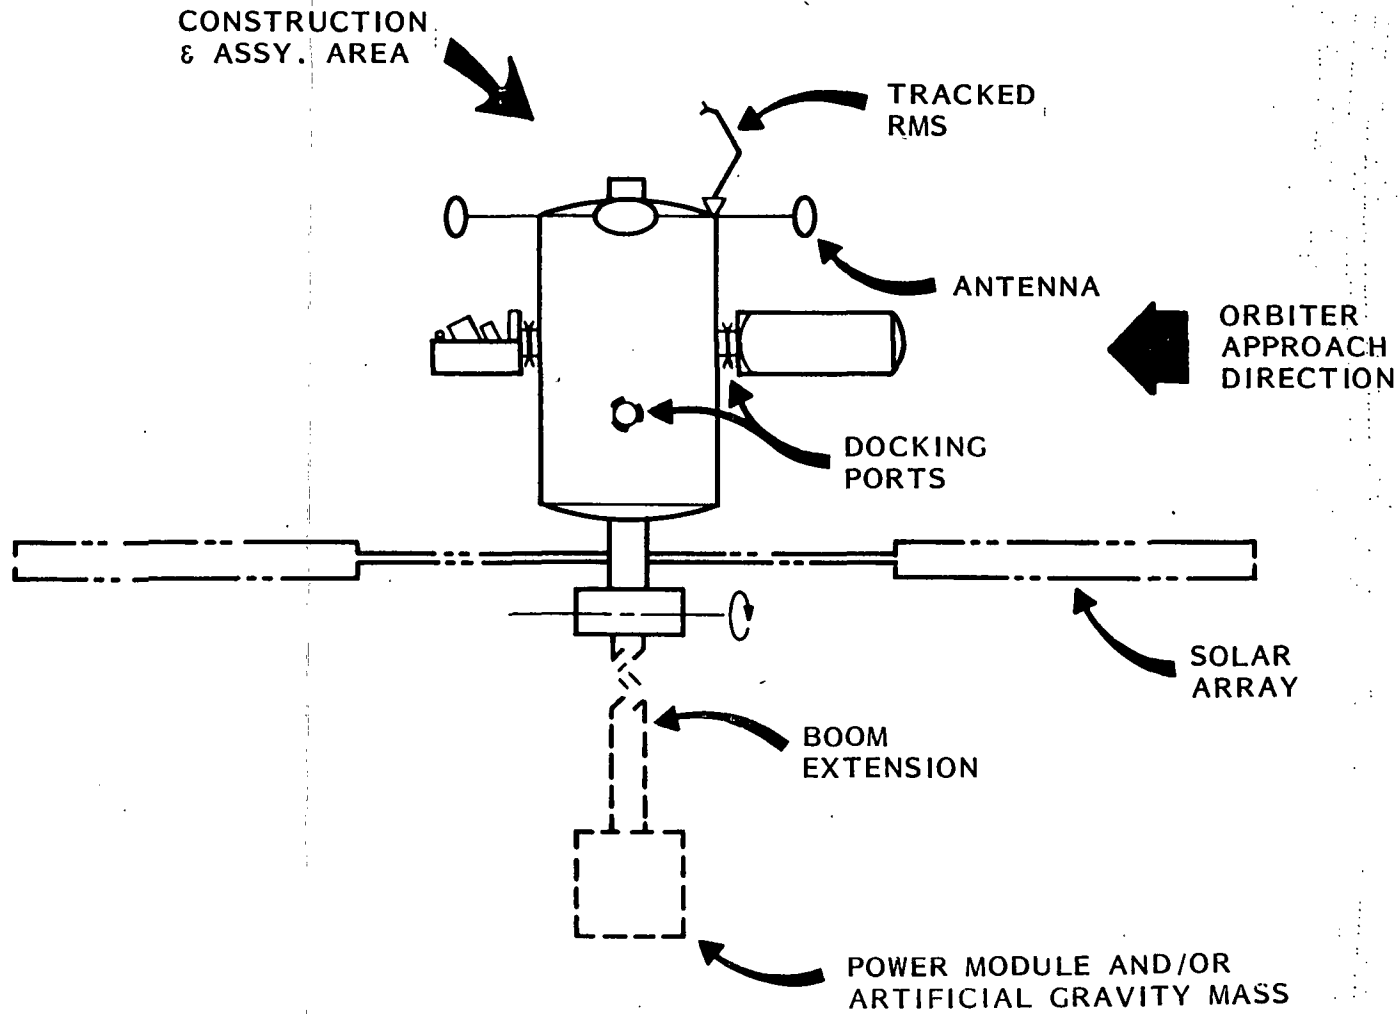 CONSTRUCTION
& ASSY. AREA
TRACKED
RMS
ANTENNA
ORBITER
APPROACH
DIRECTION
DOCKING
PORTS
SOLAR
ARRAY
BOOM
EXTENSION
POWER MODULE AND/OR
ARTIFICIAL GRAVITY MASS